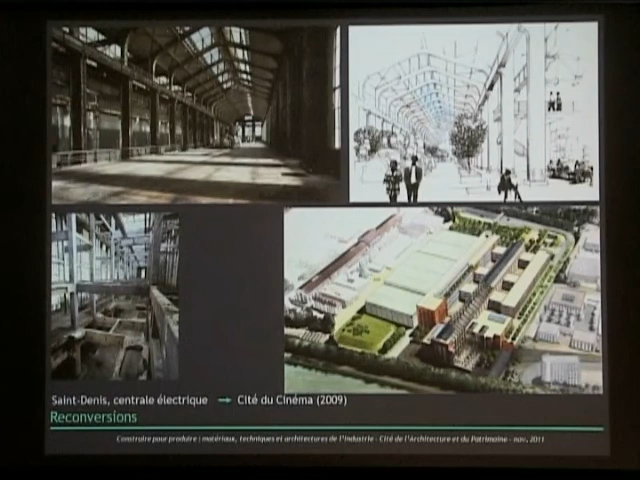 Saint-Denis, centrale électrique → Cité du Cinéma (2009)
Reconversions
Construire pour produire : matériaux, techniques et architectures de l'industrie - Cité de l'Architecture et du Patrimoine - nov. 2011